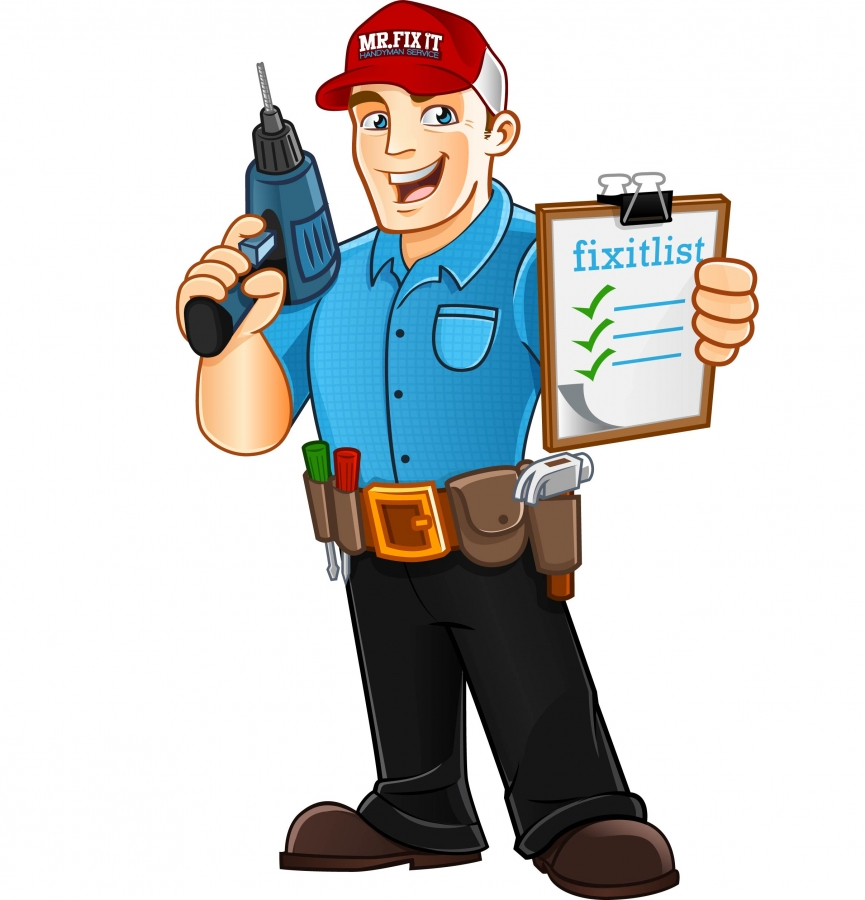 MR.FIX IT
HANDYMAN SERVICE
fixitlist